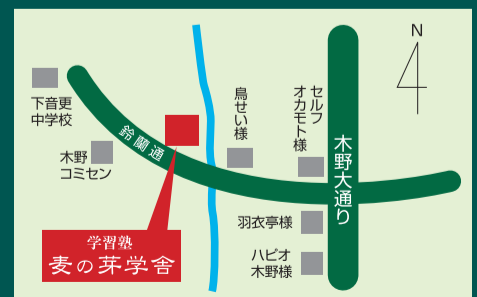 N
下音更
中学校
鈴蘭通
木野
コミセン
鳥せい様
セルフ
オカモト様
木野大通り
羽衣亭様
ハピオ
木野様
学習塾
麦の芽学舎